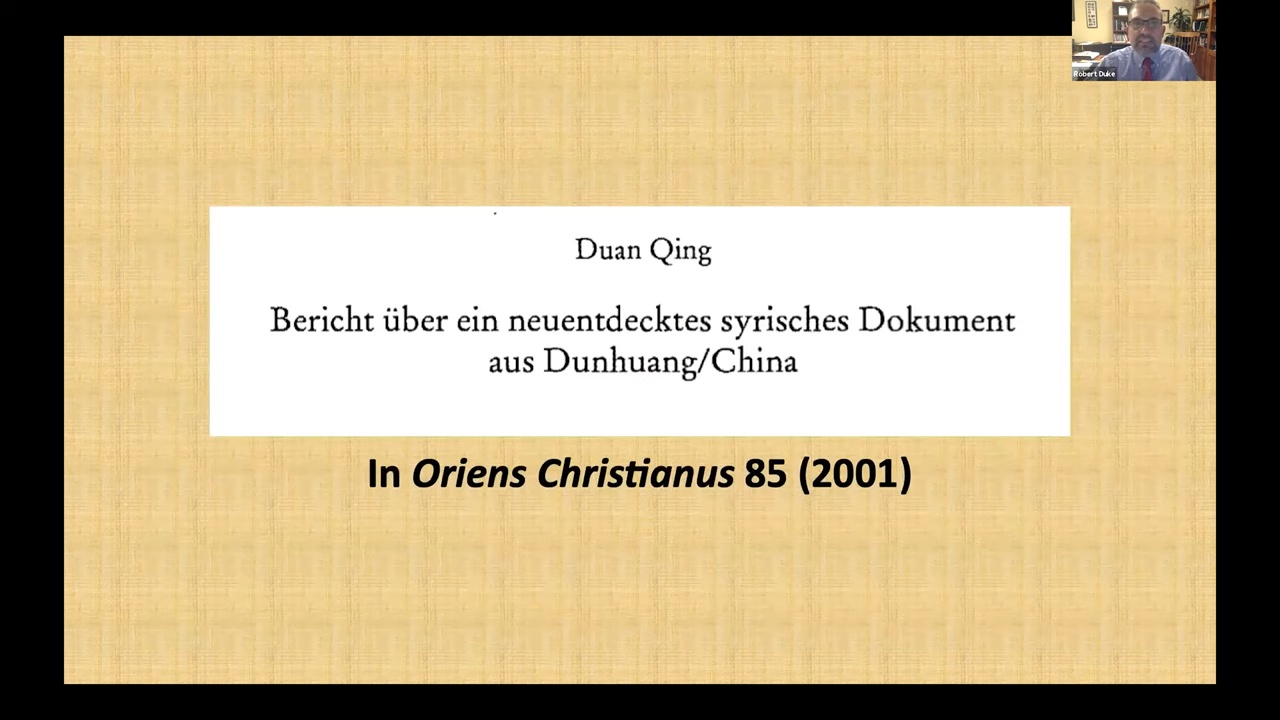 Robert Duke
Duan Qing
Bericht über ein neuentdecktes syrisches Dokument
aus Dunhuang/China
In Oriens Christianus 85 (2001)